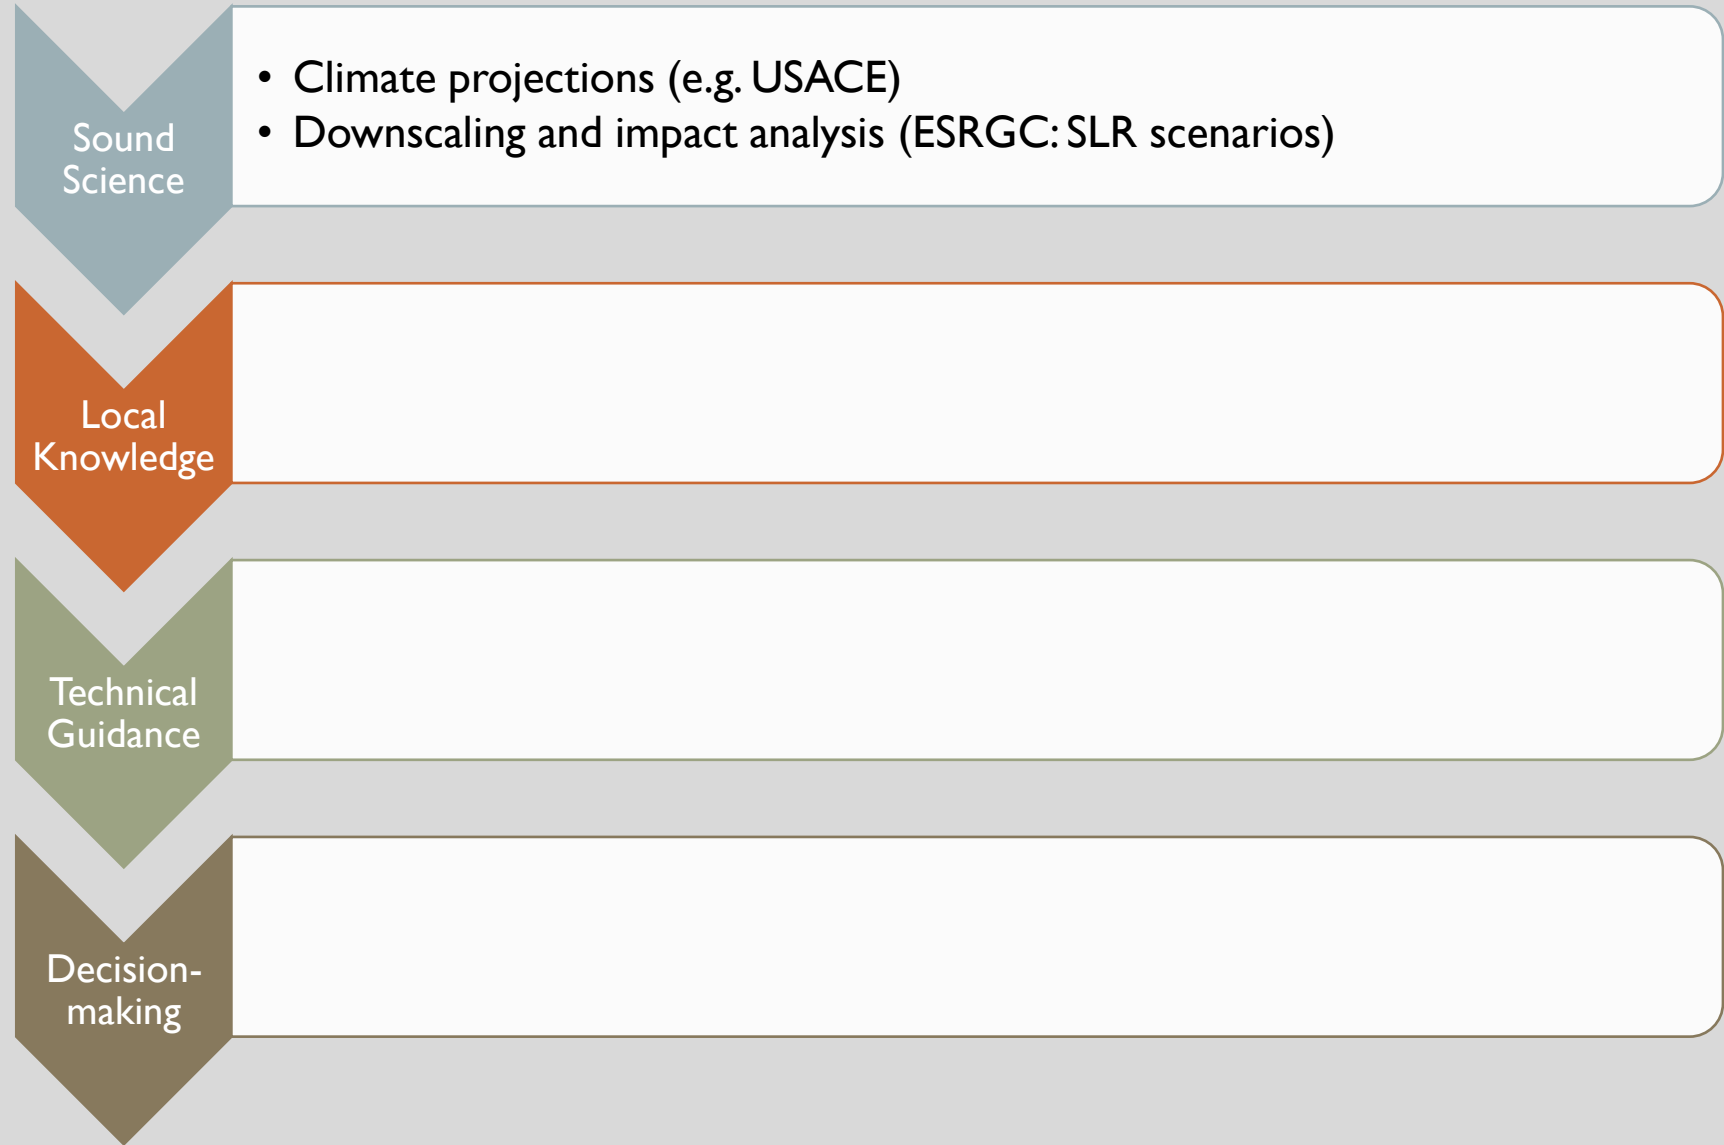 Sound
Science
• Climate projections (e.g. USACE)
• Downscaling and impact analysis (ESRGC: SLR scenarios)
Local
Knowledge
Technical
Guidance
Decision-
making